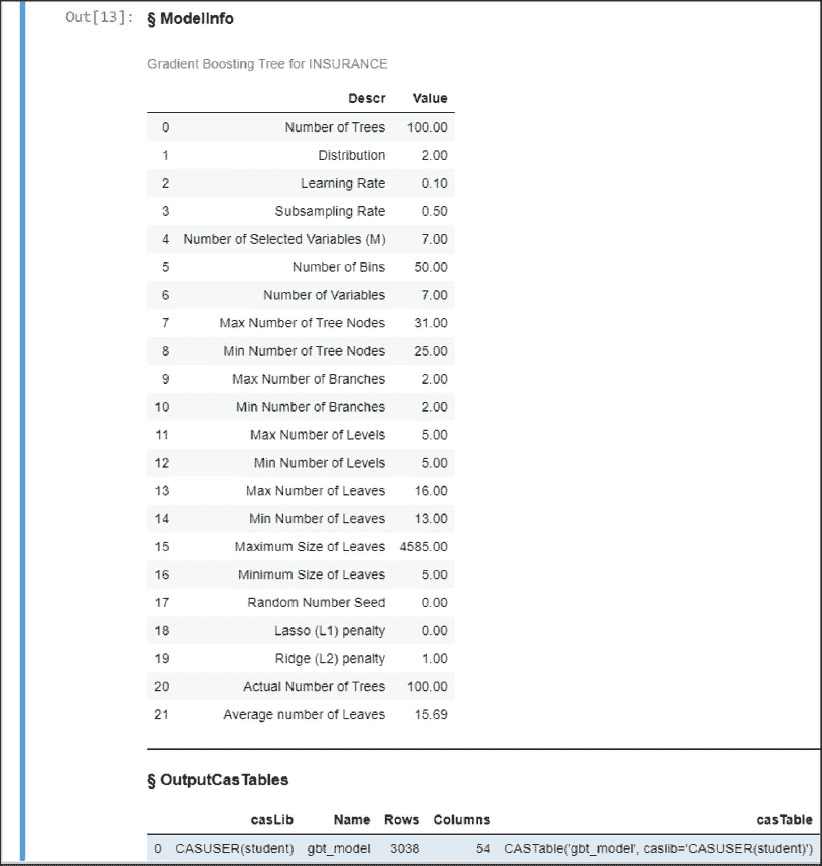 Out[13]: § ModelInfo
Gradient Boosting Tree for INSURANCE
Descr Value
0 Number of Trees 100.00
1 Distribution 2.00
2 Learning Rate 0.10
3 Subsampling Rate 0.50
4 Number of Selected Variables (M) 7.00
5 Number of Bins 50.00
6 Number of Variables 7.00
7 Max Number of Tree Nodes 31.00
8 Min Number of Tree Nodes 25.00
9 Max Number of Branches 2.00
10 Min Number of Branches 2.00
11 Max Number of Levels 5.00
12 Min Number of Levels 5.00
13 Max Number of Leaves 16.00
14 Min Number of Leaves 13.00
15 Maximum Size of Leaves 4585.00
16 Minimum Size of Leaves 5.00
17 Random Number Seed 0.00
18 Lasso (L1) penalty 0.00
19 Ridge (L2) penalty 1.00
20 Actual Number of Trees 100.00
21 Average number of Leaves 15.69
§ OutputCasTables
casLib Name Rows Columns casTable
0 CASUSER(student) gbt_model 3038 54 CASTable('gbt_model', caslib='CASUSER(student)')